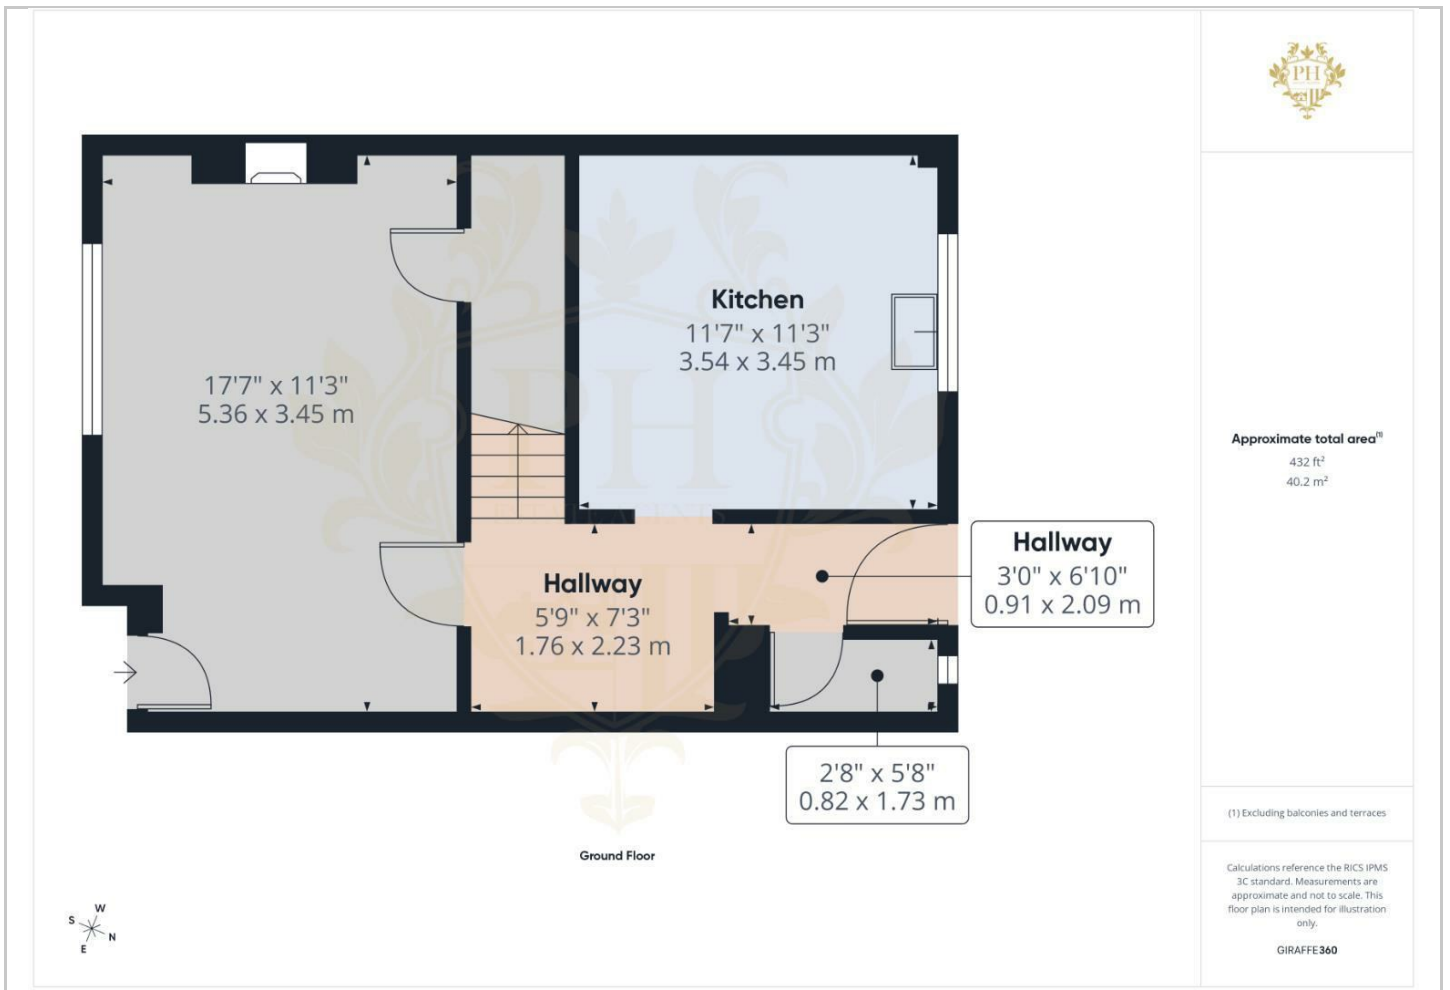 PH
17'7" x 11'3"
5.36 x 3.45 m
Kitchen
11'7" x 11'3"
3.54 x 3.45 m
Hallway
5'9" x 7'3"
1.76 x 2.23 m
Hallway
3'0" x 6'10"
0.91 x 2.09 m
2'8" x 5'8"
0.82 x 1.73 m
PH
Ground Floor
W
S
N
E
Approximate total area(1)
432 ft²
40.2 m²
(1) Excluding balconies and terraces
Calculations reference the RICS IPMS
3C standard. Measurements are
approximate and not to scale. This
floor plan is intended for illustration
only.
GIRAFFE360